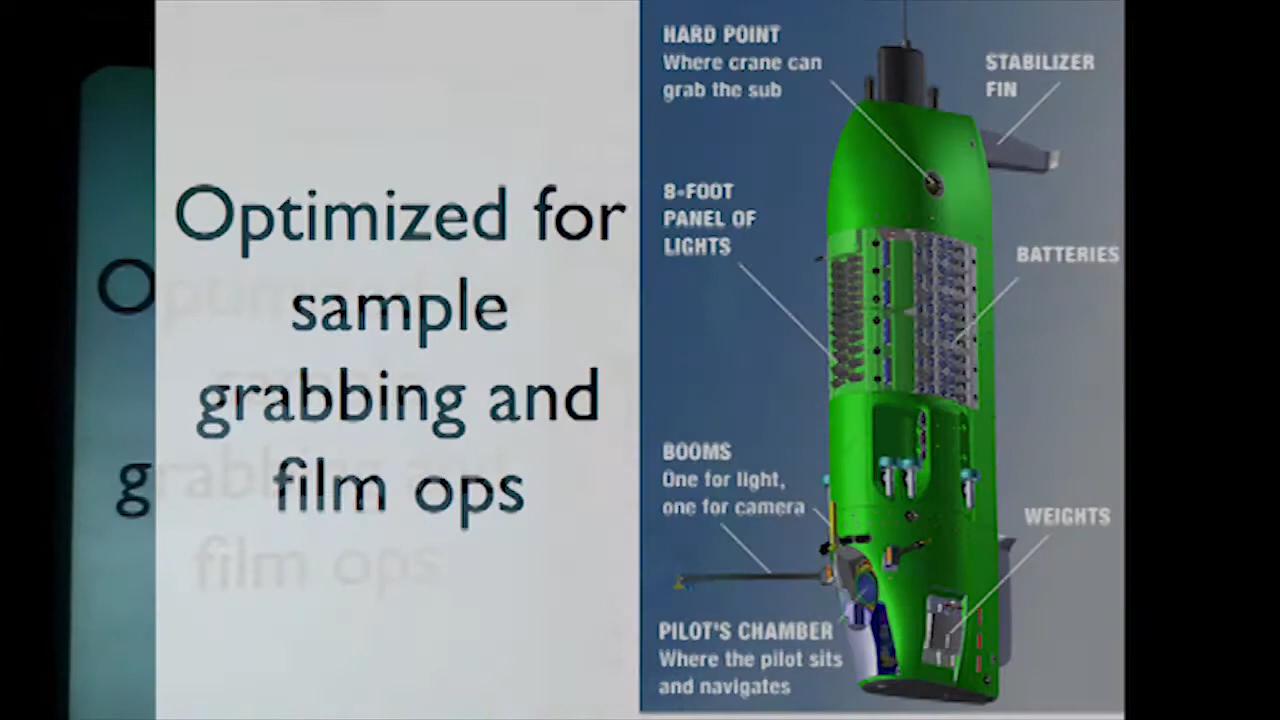 Optimized for
sample
grabbing and
film ops
HARD POINT
Where crane can
grab the sub
STABILIZER
FIN
8-FOOT
PANEL OF
LIGHTS
BATTERIES
BOOMS
One for light,
one for camera
WEIGHTS
PILOT'S CHAMBER
Where the pilot sits
and navigates